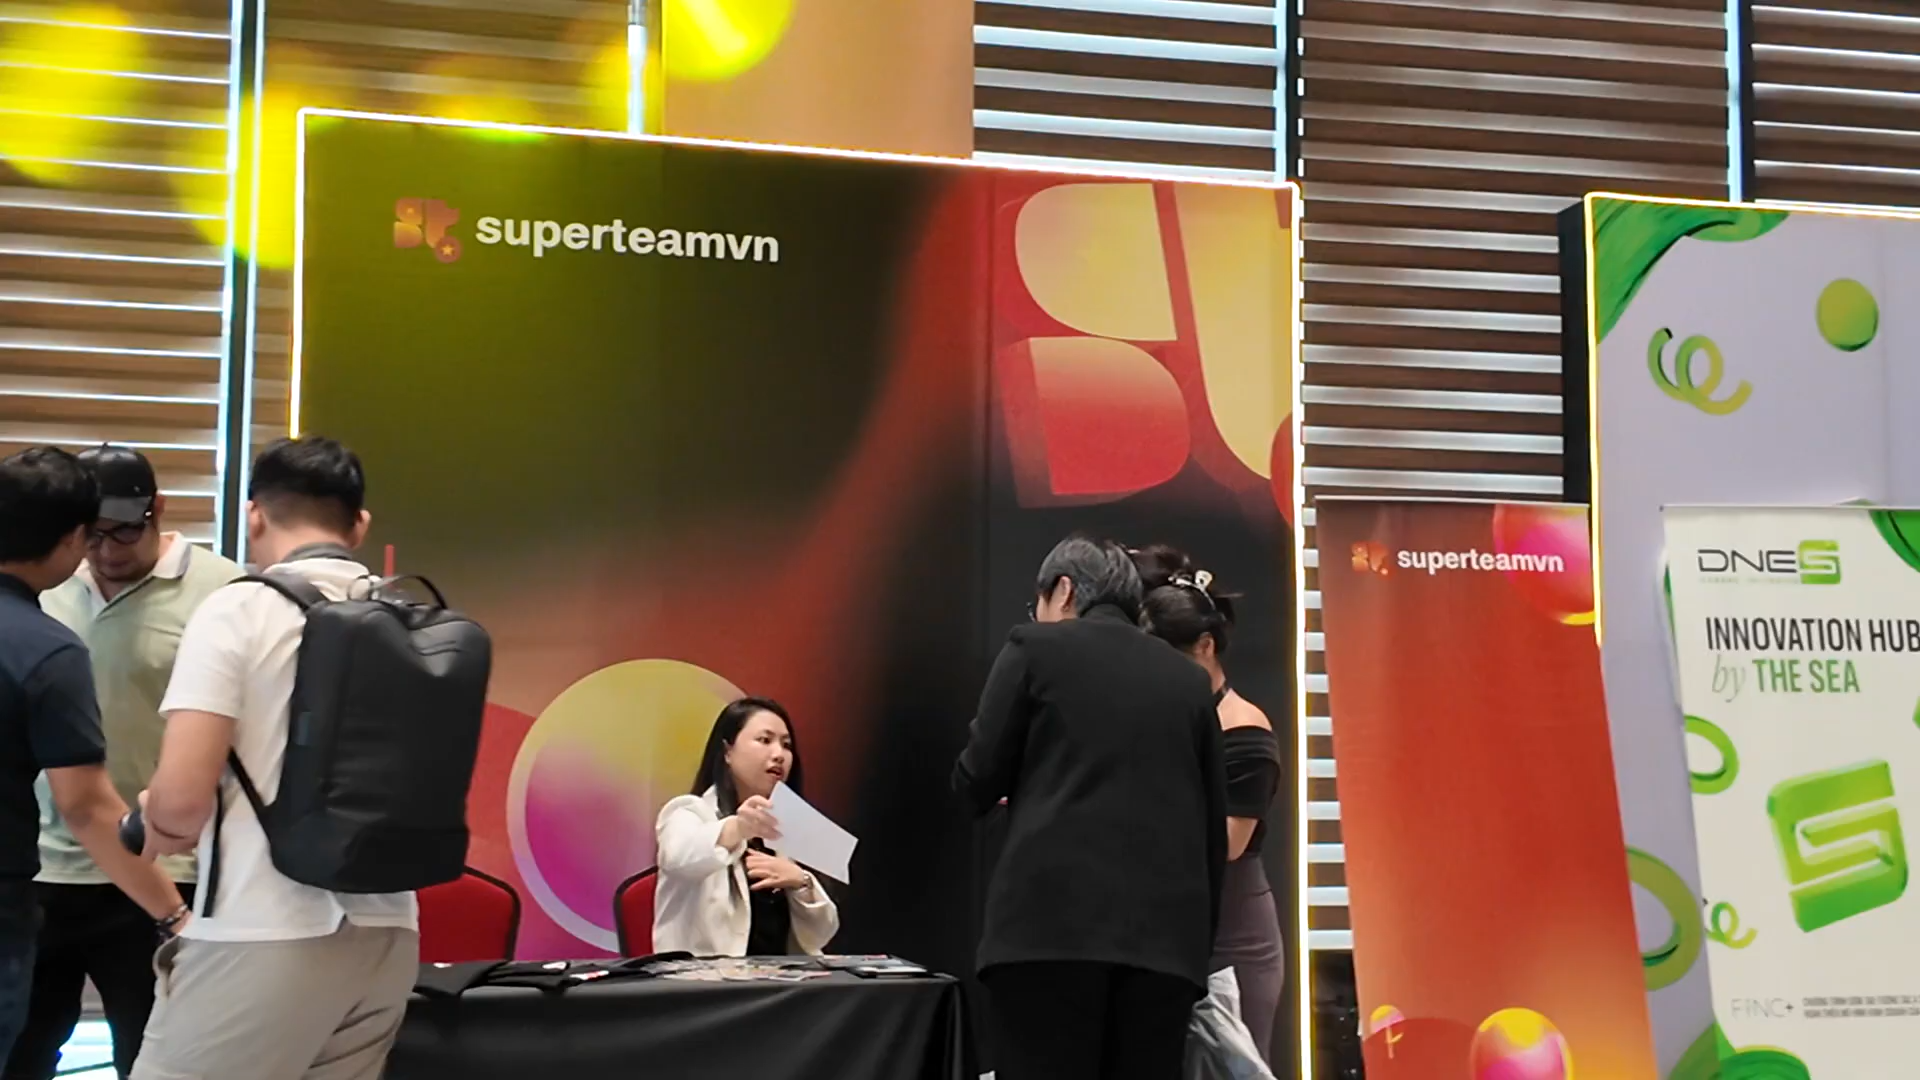 superteamvn
superteamvn
DNES
INNOVATION HUB
by THE SEA
FINC+